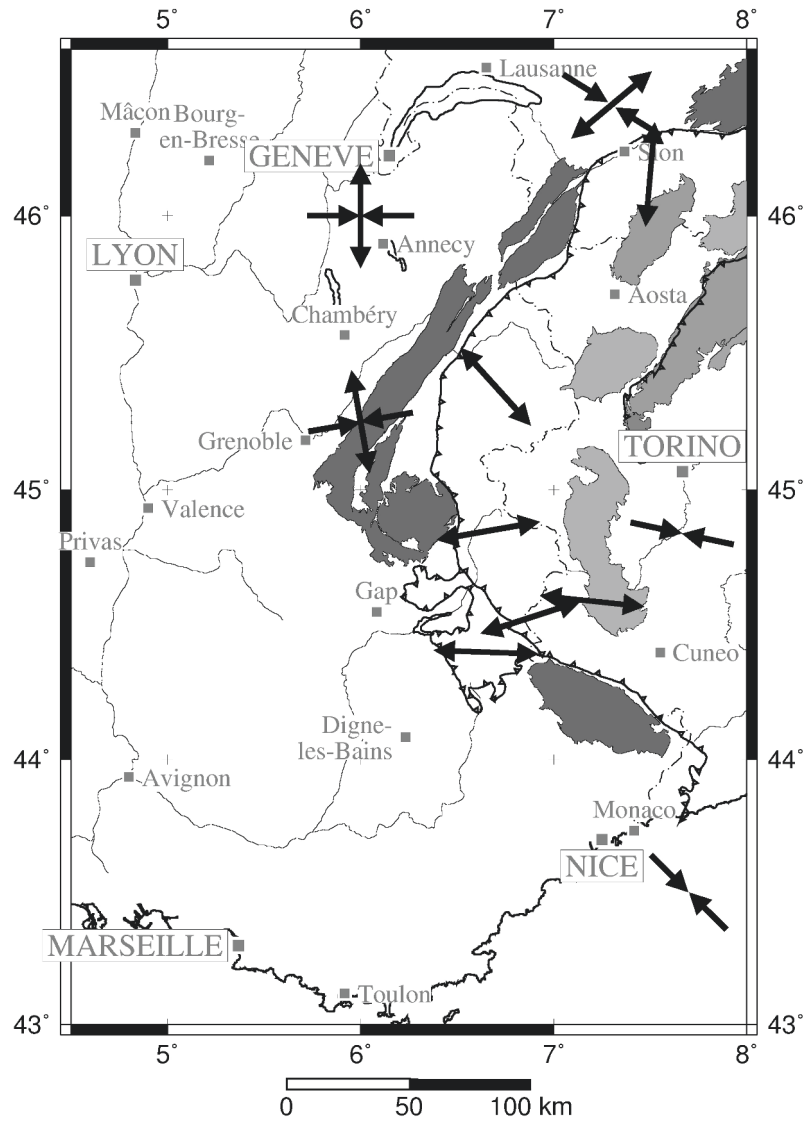 5° 6° 7° 8°
Lausanne
Mâcon Bourg-
en-Bresse
GENEVE
Sion
46° 46°
Annecy
LYON
Aosta
Chambéry
Grenoble
TORINO
45° 45°
Valence
Privas
Gap
Cuneo
Digne-
les-Bains
44° 44°
Avignon
Monaco
NICE
MARSEILLE
Toulon
43° 43°
5° 6° 7° 8°
0 50 100 km